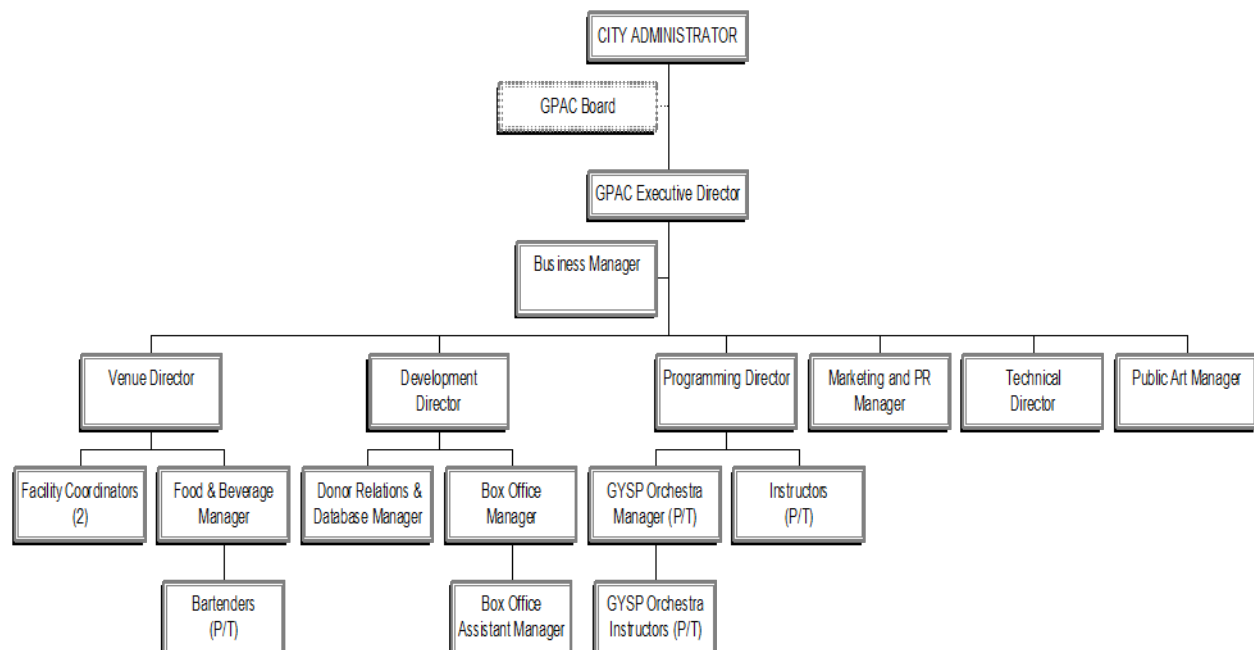 CITY ADMINISTRATOR
GPAC Board
GPAC Executive Director
Business Manager
Venue Director
Development
Director
Programming Director
Marketing and PR
Manager
Technical
Director
Public Art Manager
Facility Coordinators
(2)
Food & Beverage
Manager
Donor Relations &
Database Manager
Box Office
Manager
GYSP Orchestra
Manager (P/T)
Instructors
(P/T)
Bartenders
(P/T)
Box Office
Assistant Manager
GYSP Orchestra
Instructors (P/T)